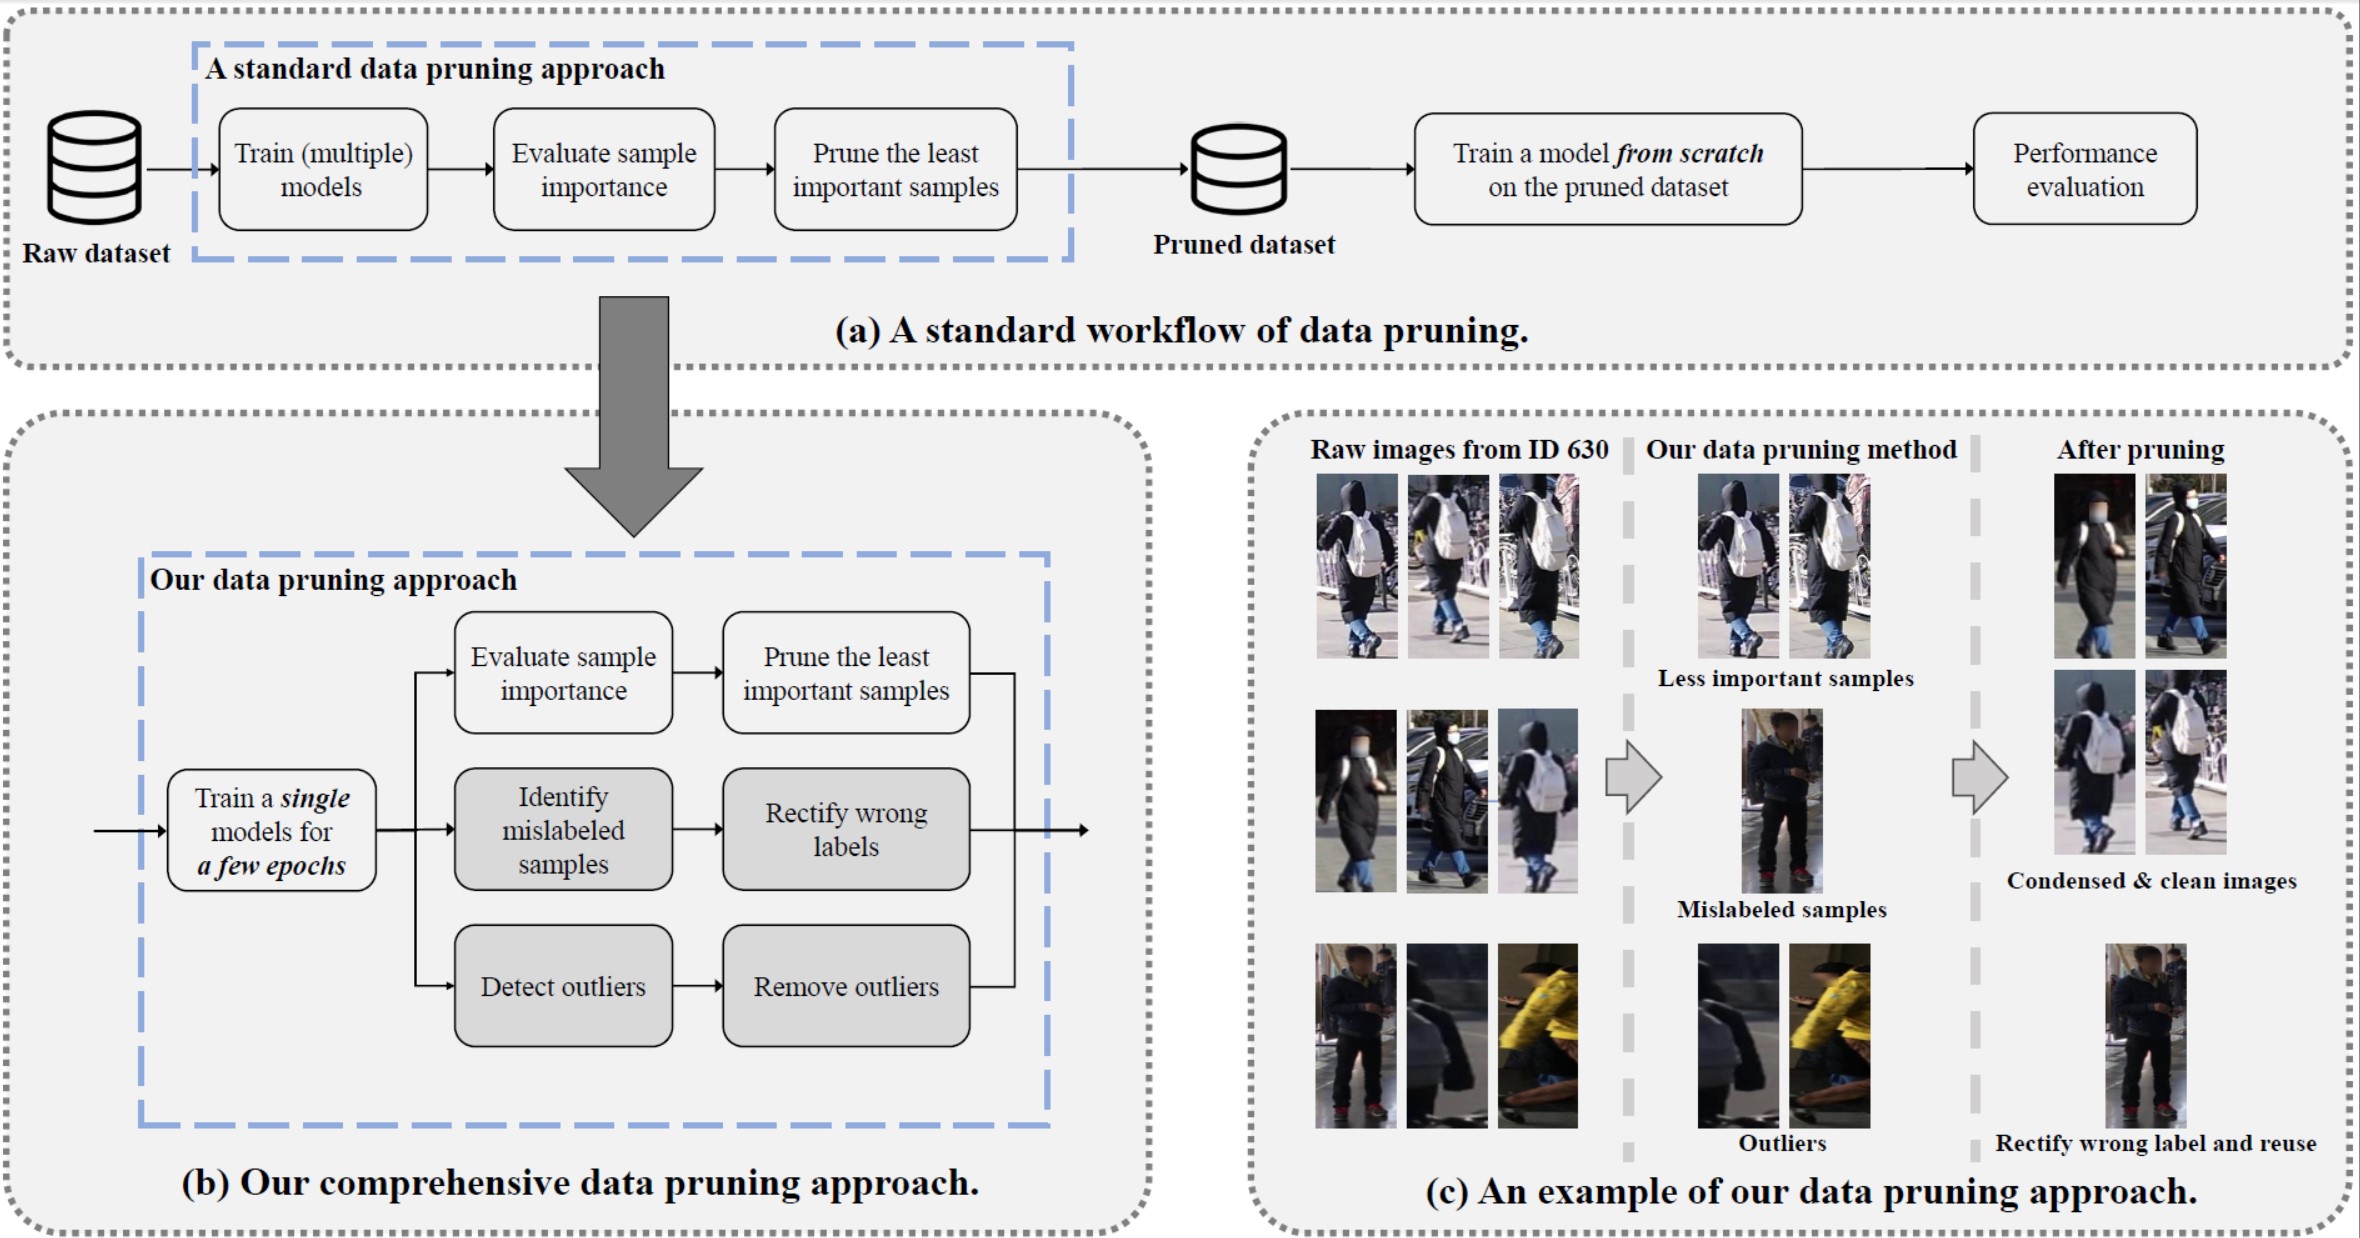 A standard data pruning approach
Train (multiple)
models
Evaluate sample
importance
Prune the least
important samples
Train a model from scratch
on the pruned dataset
Performance
evaluation
Raw dataset
Pruned dataset
(a) A standard workflow of data pruning.
Our data pruning approach
Train a single
models for
a few epochs
Evaluate sample
importance
Prune the least
important samples
Identify
mislabeled
samples
Rectify wrong
labels
Detect outliers
Remove outliers
(b) Our comprehensive data pruning approach.
Raw images from ID 630
Our data pruning method
After pruning
Less important samples
Mislabeled samples
Outliers
Condensed & clean images
Rectify wrong label and reuse
(c) An example of our data pruning approach.